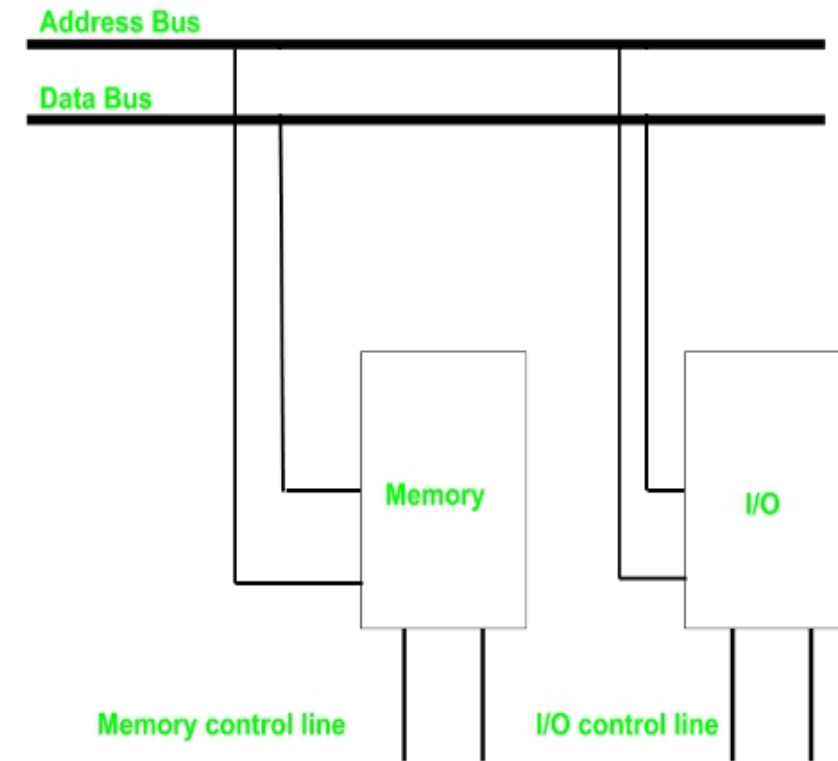 Address Bus
Data Bus
Memory
I/O
Memory control line
I/O control line